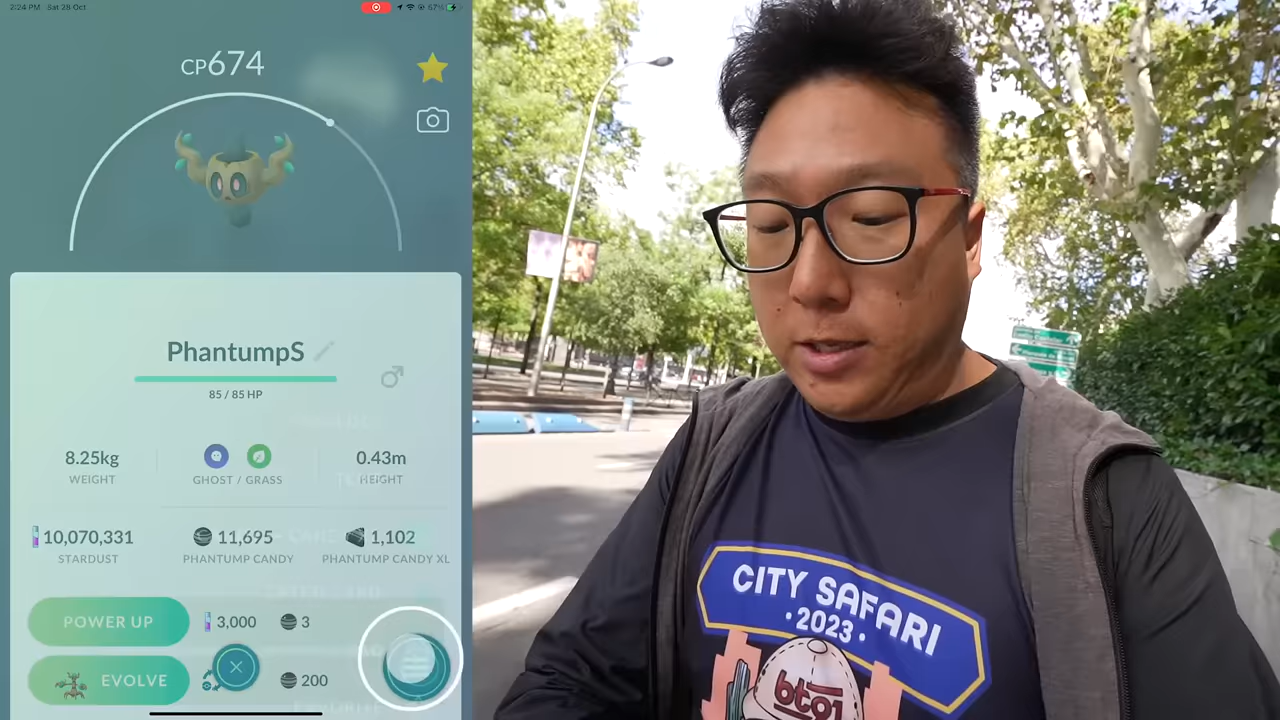 2:24 PM Sat 28 Oct
67%
CP674
PhantumpS
85 / 85 HP
8.25kg
WEIGHT
GHOST / GRASS
0.43m
HEIGHT
10,070,331
STARDUST
11,695
PHANTUMP CANDY
1,102
PHANTUMP CANDY XL
POWER UP
3,000
3
EVOLVE
200
CITY SAFARI
·2023·
btg1